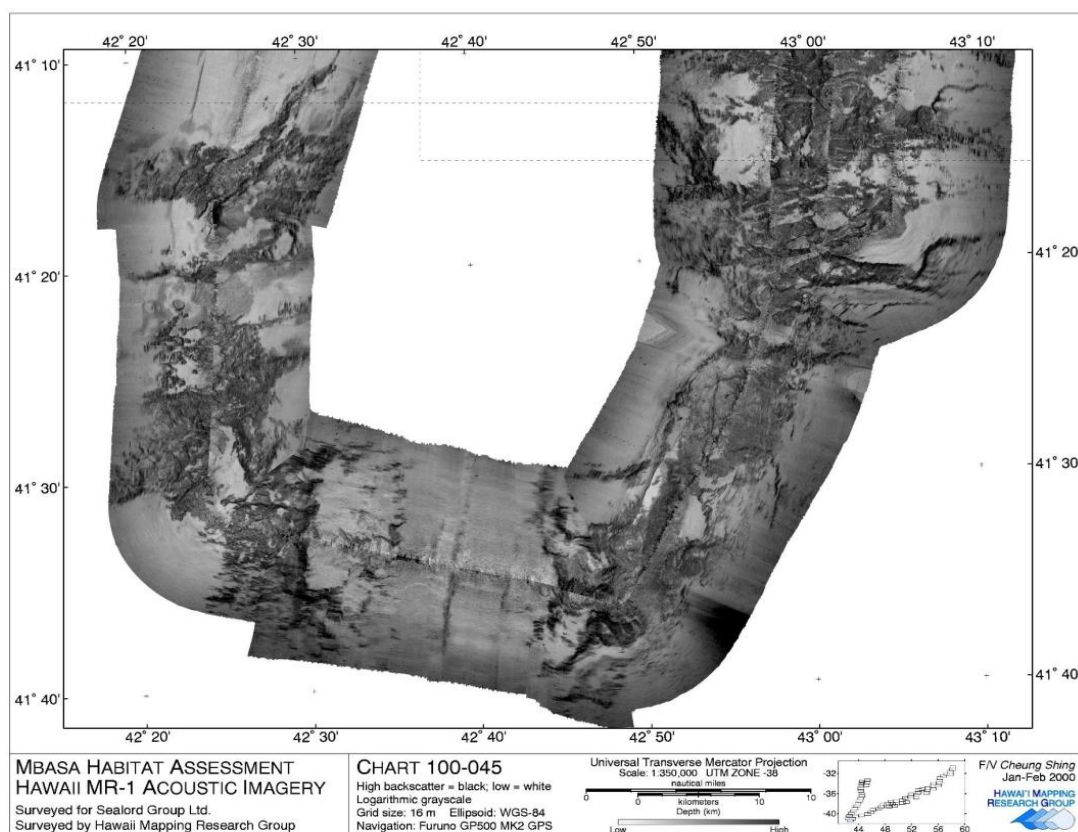 42° 20' 42° 30' 42° 40' 42° 50' 43° 00' 43° 10'
41° 10'
41° 20' 41° 20'
41° 30' 41° 30'
41° 40' 41° 40'
42° 20' 42° 30' 42° 40' 42° 50' 43° 00' 43° 10'
MBASA HABITAT ASSESSMENT
HAWAII MR-1 ACOUSTIC IMAGERY
Surveyed for Sealord Group Ltd.
Surveyed by Hawaii Mapping Research Group
CHART 100-045
High backscatter = black; low = white
Logarithmic grayscale
Grid size: 16 m Ellipsoid: WGS-84
Navigation: Furuno GP500 MK2 GPS
Universal Transverse Mercator Projection
Scale: 1:350,000 UTM ZONE -38
nautical miles
0 10
10 0 10
kilometers
Depth (km)
Low High
-32
-36
-40
44 48 52 56 60
F/V Cheung Shing
Jan-Feb 2000
HAWAI'I MAPPING
RESEARCH GROUP